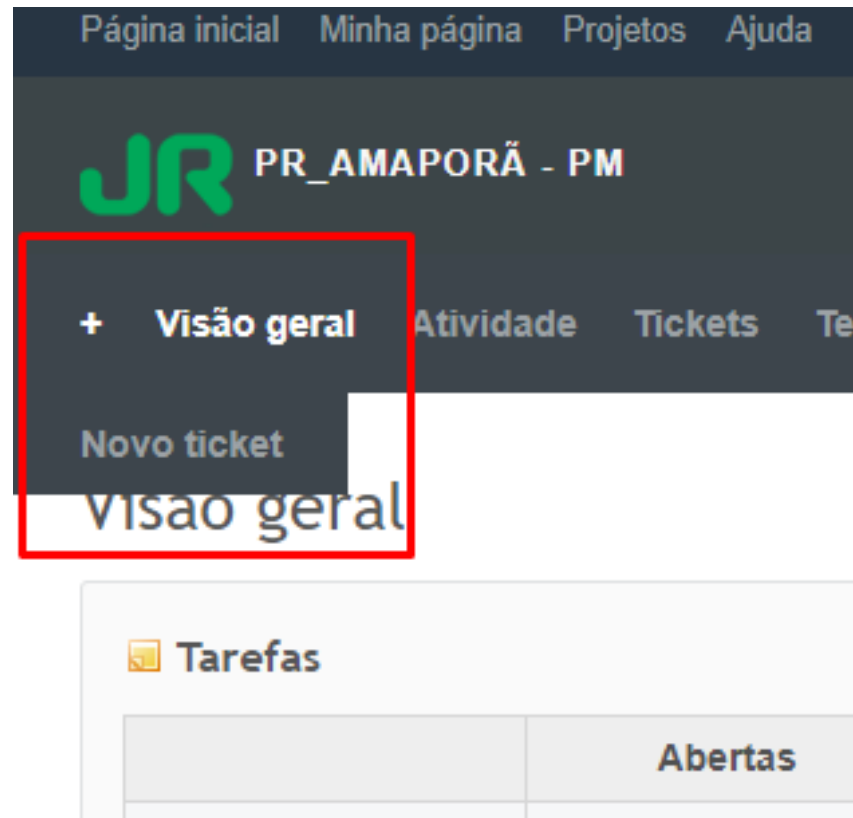 Página inicial Minha página Projetos Ajuda
JR PR_AMAPORÃ - PM
+ Visão geral Atividade Tickets Te
Novo ticket
Visão geral
Tarefas
Abertas